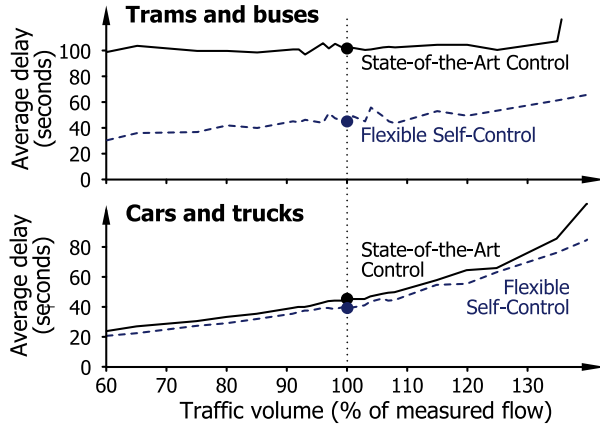 Trams and buses
Average delay
(seconds)
100
80
60
40
20
0
State-of-the-Art Control
Flexible Self-Control
Cars and trucks
Average delay
(seconds)
80
60
40
20
0
State-of-the-Art
Control
Flexible
Self-Control
60 70 80 90 100 110 120 130
Traffic volume (% of measured flow)